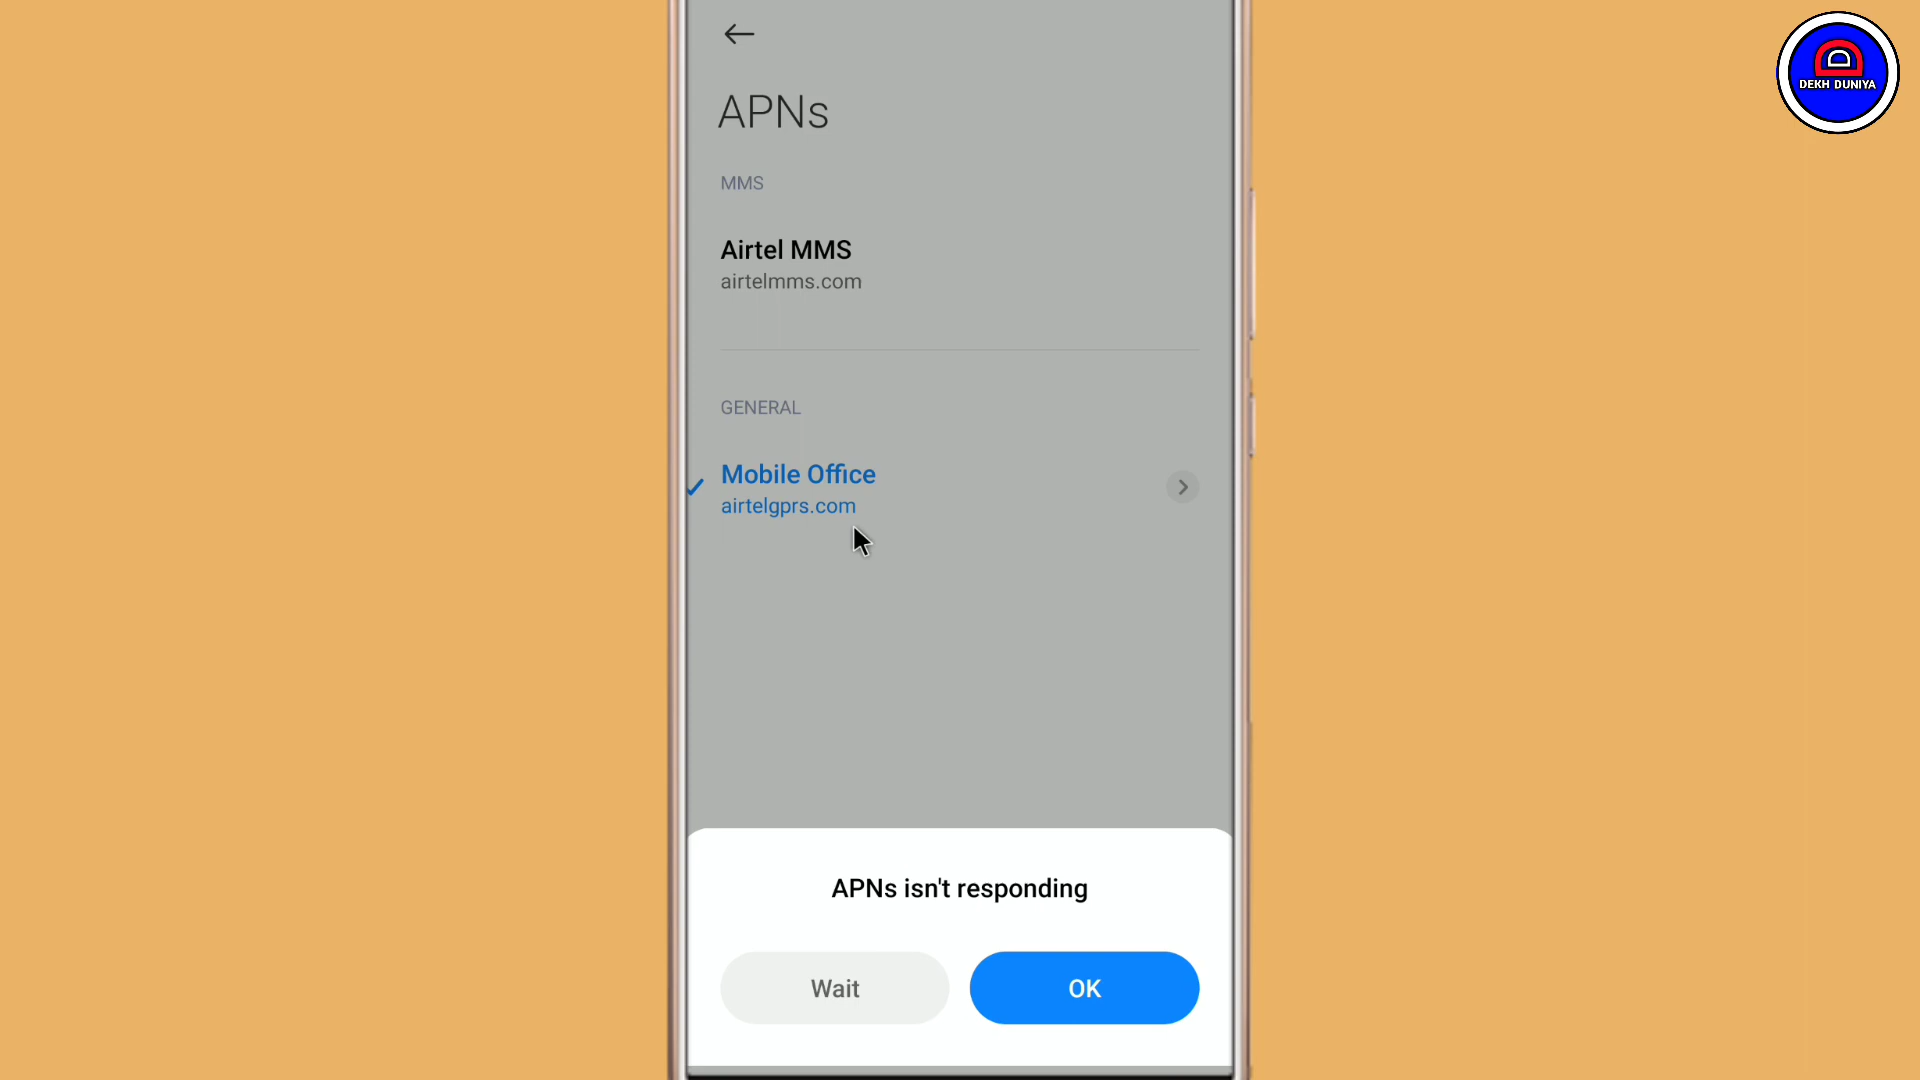 APNs
MMS
Airtel MMS
airtelmms.com
GENERAL
Mobile Office
airtelgprs.com
APNs isn't responding
Wait
OK
D
DEKH DUNIYA